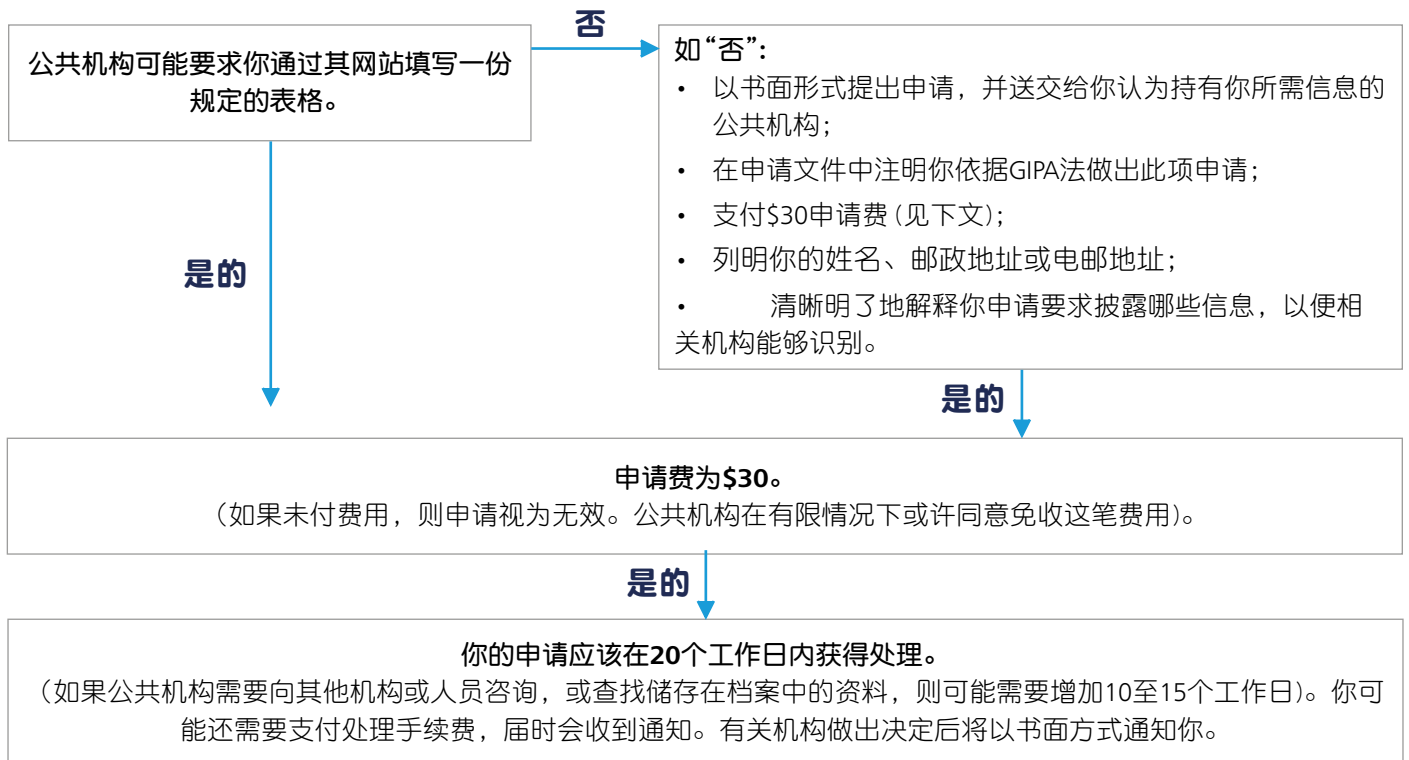 否
公共机构可能要求你通过其网站填写一份
规定的表格。
如“否”:
• 以书面形式提出申请，并送交给你认为持有你所需信息的
公共机构；
• 在申请文件中注明你依据GIPA法做出此项申请；
• 支付$30申请费 (见下文)；
• 列明你的姓名、邮政地址或电邮地址；
• 清晰明了地解释你申请要求披露哪些信息，以便相
关机构能够识别。
是的
是的
申请费为$30。
（如果未付费用，则申请视为无效。公共机构在有限情况下或许同意免收这笔费用)。
是的
你的申请应该在20个工作日内获得处理。
（如果公共机构需要向其他机构或人员咨询，或查找储存在档案中的资料，则可能需要增加10至15个工作日)。你可
能还需要支付处理手续费，届时会收到通知。有关机构做出决定后将以书面方式通知你。